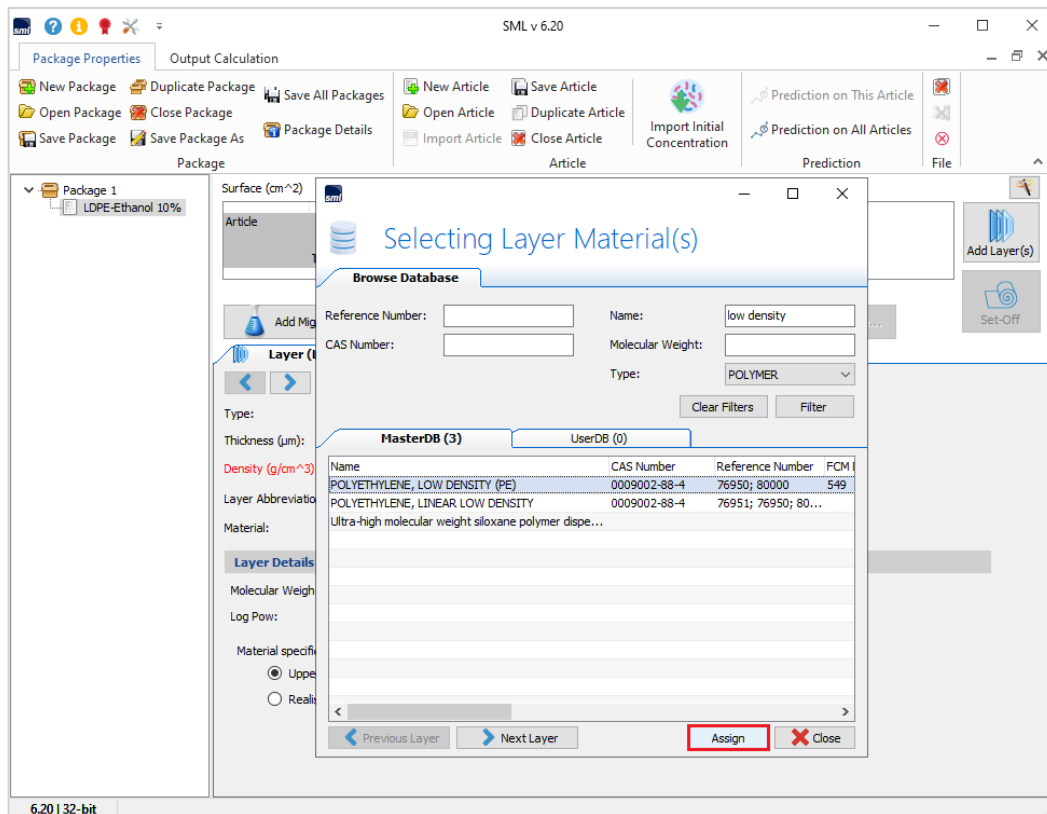 sml
SML v 6.20
Package Properties Output Calculation
New Package Duplicate Package Save All Packages New Article Save Article Prediction on This Article
Open Package Close Package Open Article Duplicate Article Import Initial Concentration
Save Package Save Package As Package Details Import Article Close Article Prediction on All Articles
Package Article Prediction File
Package 1
LDPE-Ethanol 10%
Surface (cm^2)
Article
T
Add Layer(s)
Set-Off
Add Mig
...
Layer (L
Type:
Thickness (µm):
Density (g/cm^3)
Layer Abbreviatio
Material:
Layer Details
Molecular Weigh
Log Pow:
Material specifi
Uppe
Realis
sml
Selecting Layer Material(s)
Browse Database
Reference Number: Name: low density
CAS Number: Molecular Weight:
Type: POLYMER
Clear Filters Filter
MasterDB (3) UserDB (0)
Name CAS Number Reference Number FCM
POLYETHYLENE, LOW DENSITY (PE) 0009002-88-4 76950; 80000 549
POLYETHYLENE, LINEAR LOW DENSITY 0009002-88-4 76951; 76950; 80...
Ultra-high molecular weight siloxane polymer dispe...
Previous Layer Next Layer Assign Close
6.20 | 32-bit